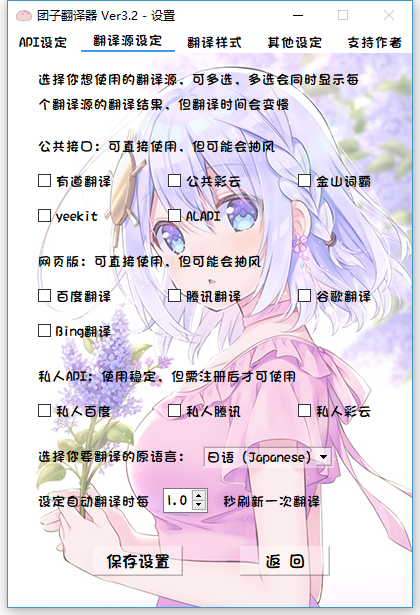 团子翻译器 Ver3.2 - 设置
API设定 翻译源设定 翻译样式 其他设定 支持作者
选择你想使用的翻译源，可多选，多选会同时显示每
个翻译源的翻译结果，但翻译时间会变慢
公共接口：可直接使用，但可能会抽风
有道翻译 公共彩云 金山词霸
yeekit ALAPI
网页版：可直接使用，但可能会抽风
百度翻译 腾讯翻译 谷歌翻译
Bing翻译
私人API：使用稳定，但需注册后才可使用
私人百度 私人腾讯 私人彩云
选择你要翻译的原语言： 日语（Japanese）
设定自动翻译时每 1.0 秒刷新一次翻译
保存设置 返 回